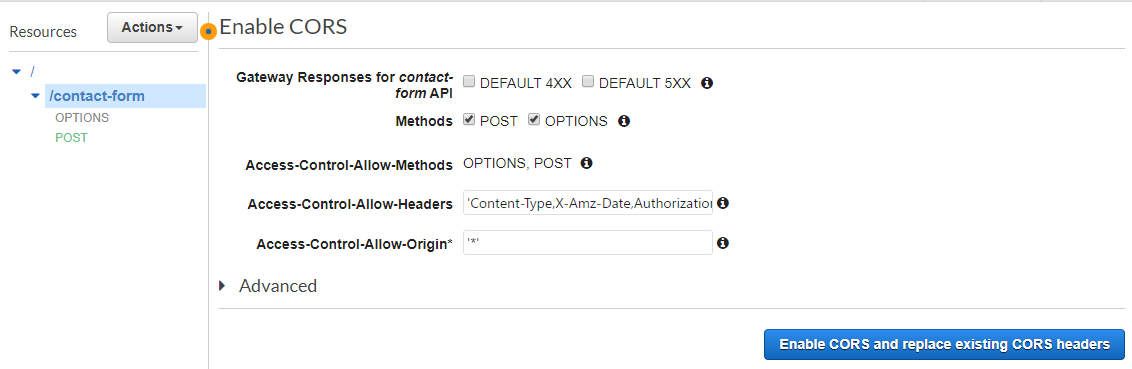 Resources
Actions
Enable CORS
/
/contact-form
OPTIONS
POST
Gateway Responses for contact-
form API
DEFAULT 4XX DEFAULT 5XX
Methods
POST OPTIONS
Access-Control-Allow-Methods
OPTIONS, POST
Access-Control-Allow-Headers
'Content-Type,X-Amz-Date,Authorization
Access-Control-Allow-Origin*
'*'
Advanced
Enable CORS and replace existing CORS headers